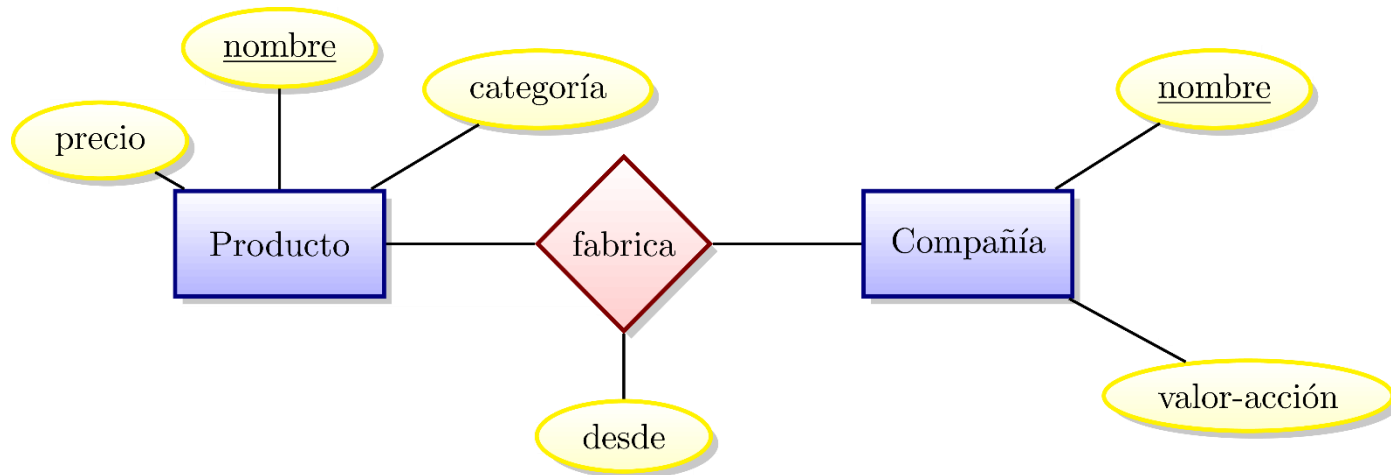 nombre
categoría
nombre
precio
Producto
fabrica
Compañía
valor-acción
desde